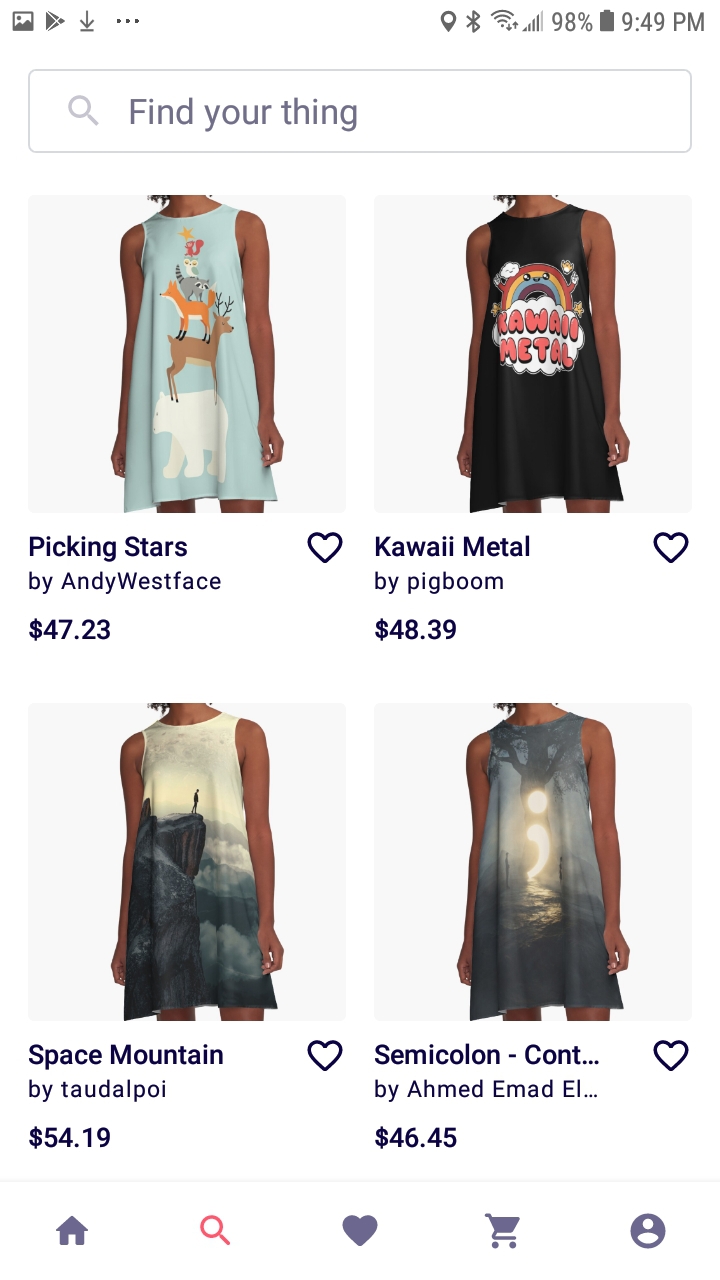 98% 9:49 PM
Find your thing
KAWAII
METAL
Picking Stars
by AndyWestface
$47.23
Kawaii Metal
by pigboom
$48.39
Space Mountain
by taudalpoi
$54.19
Semicolon - Cont...
by Ahmed Emad El...
$46.45